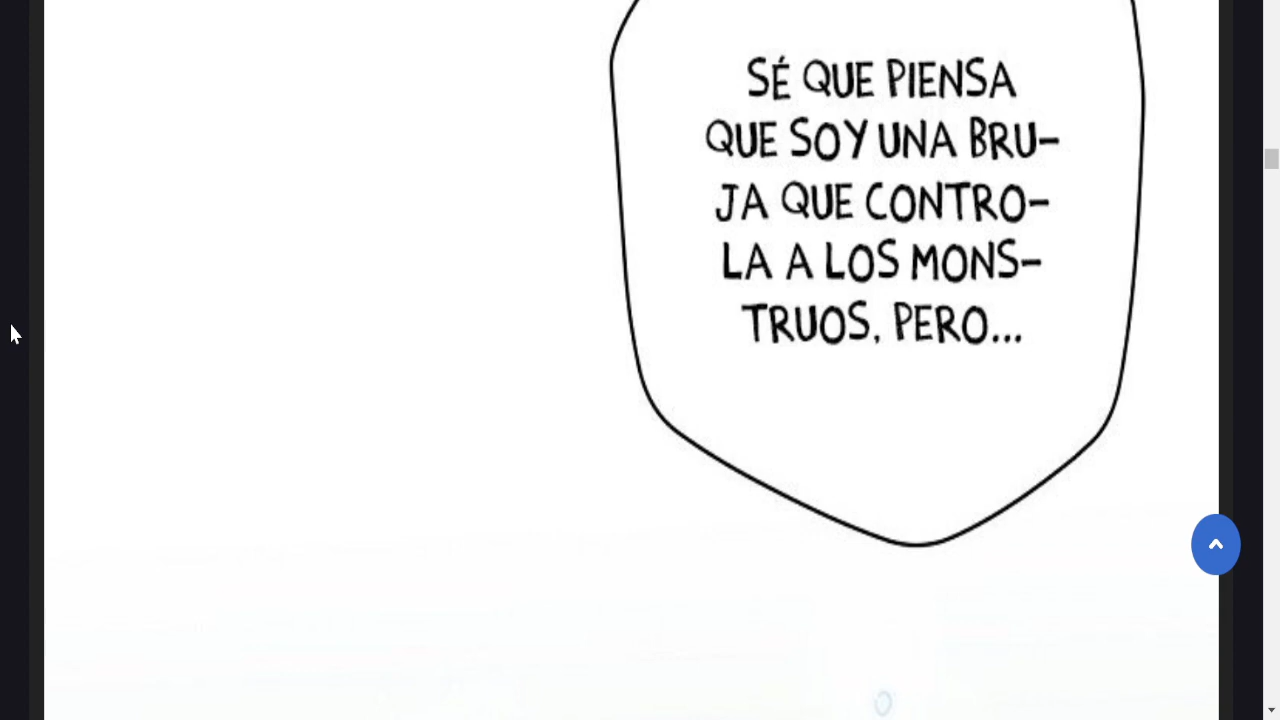 SÉ QUE PIENSA
QUE SOY UNA BRU-
JA QUE CONTRO-
LA A LOS MONS-
TRUOS, PERO...